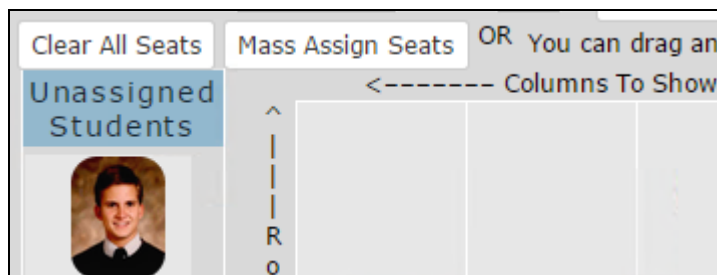 Clear All Seats
Mass Assign Seats
OR You can drag an
<------- Columns To Show
Unassigned
Students
^
|
|
|
|
R
o